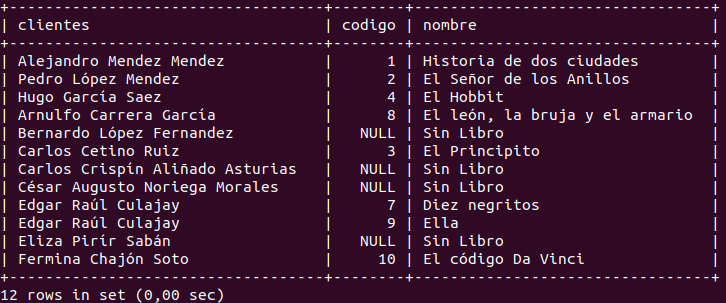 +-----------------------------------+--------+---------------------------------+
| clientes                          | codigo | nombre                          |
+-----------------------------------+--------+---------------------------------+
| Alejandro Mendez Mendez           |      1 | Historia de dos ciudades        |
| Pedro López Mendez                |      2 | El Señor de los Anillos         |
| Hugo García Saez                  |      4 | El Hobbit                       |
| Arnulfo Carrera García            |      8 | El león, la bruja y el armario  |
| Bernardo López Fernandez          |   NULL | Sin Libro                       |
| Carlos Cetino Ruiz                |      3 | El Principito                   |
| Carlos Crispín Aliñado Asturias   |   NULL | Sin Libro                       |
| César Augusto Noriega Morales     |   NULL | Sin Libro                       |
| Edgar Raúl Culajay                |      7 | Diez negritos                   |
| Edgar Raúl Culajay                |      9 | Ella                            |
| Eliza Pirír Sabán                 |   NULL | Sin Libro                       |
| Fermina Chajón Soto               |     10 | El código Da Vinci              |
+-----------------------------------+--------+---------------------------------+
12 rows in set (0,00 sec)